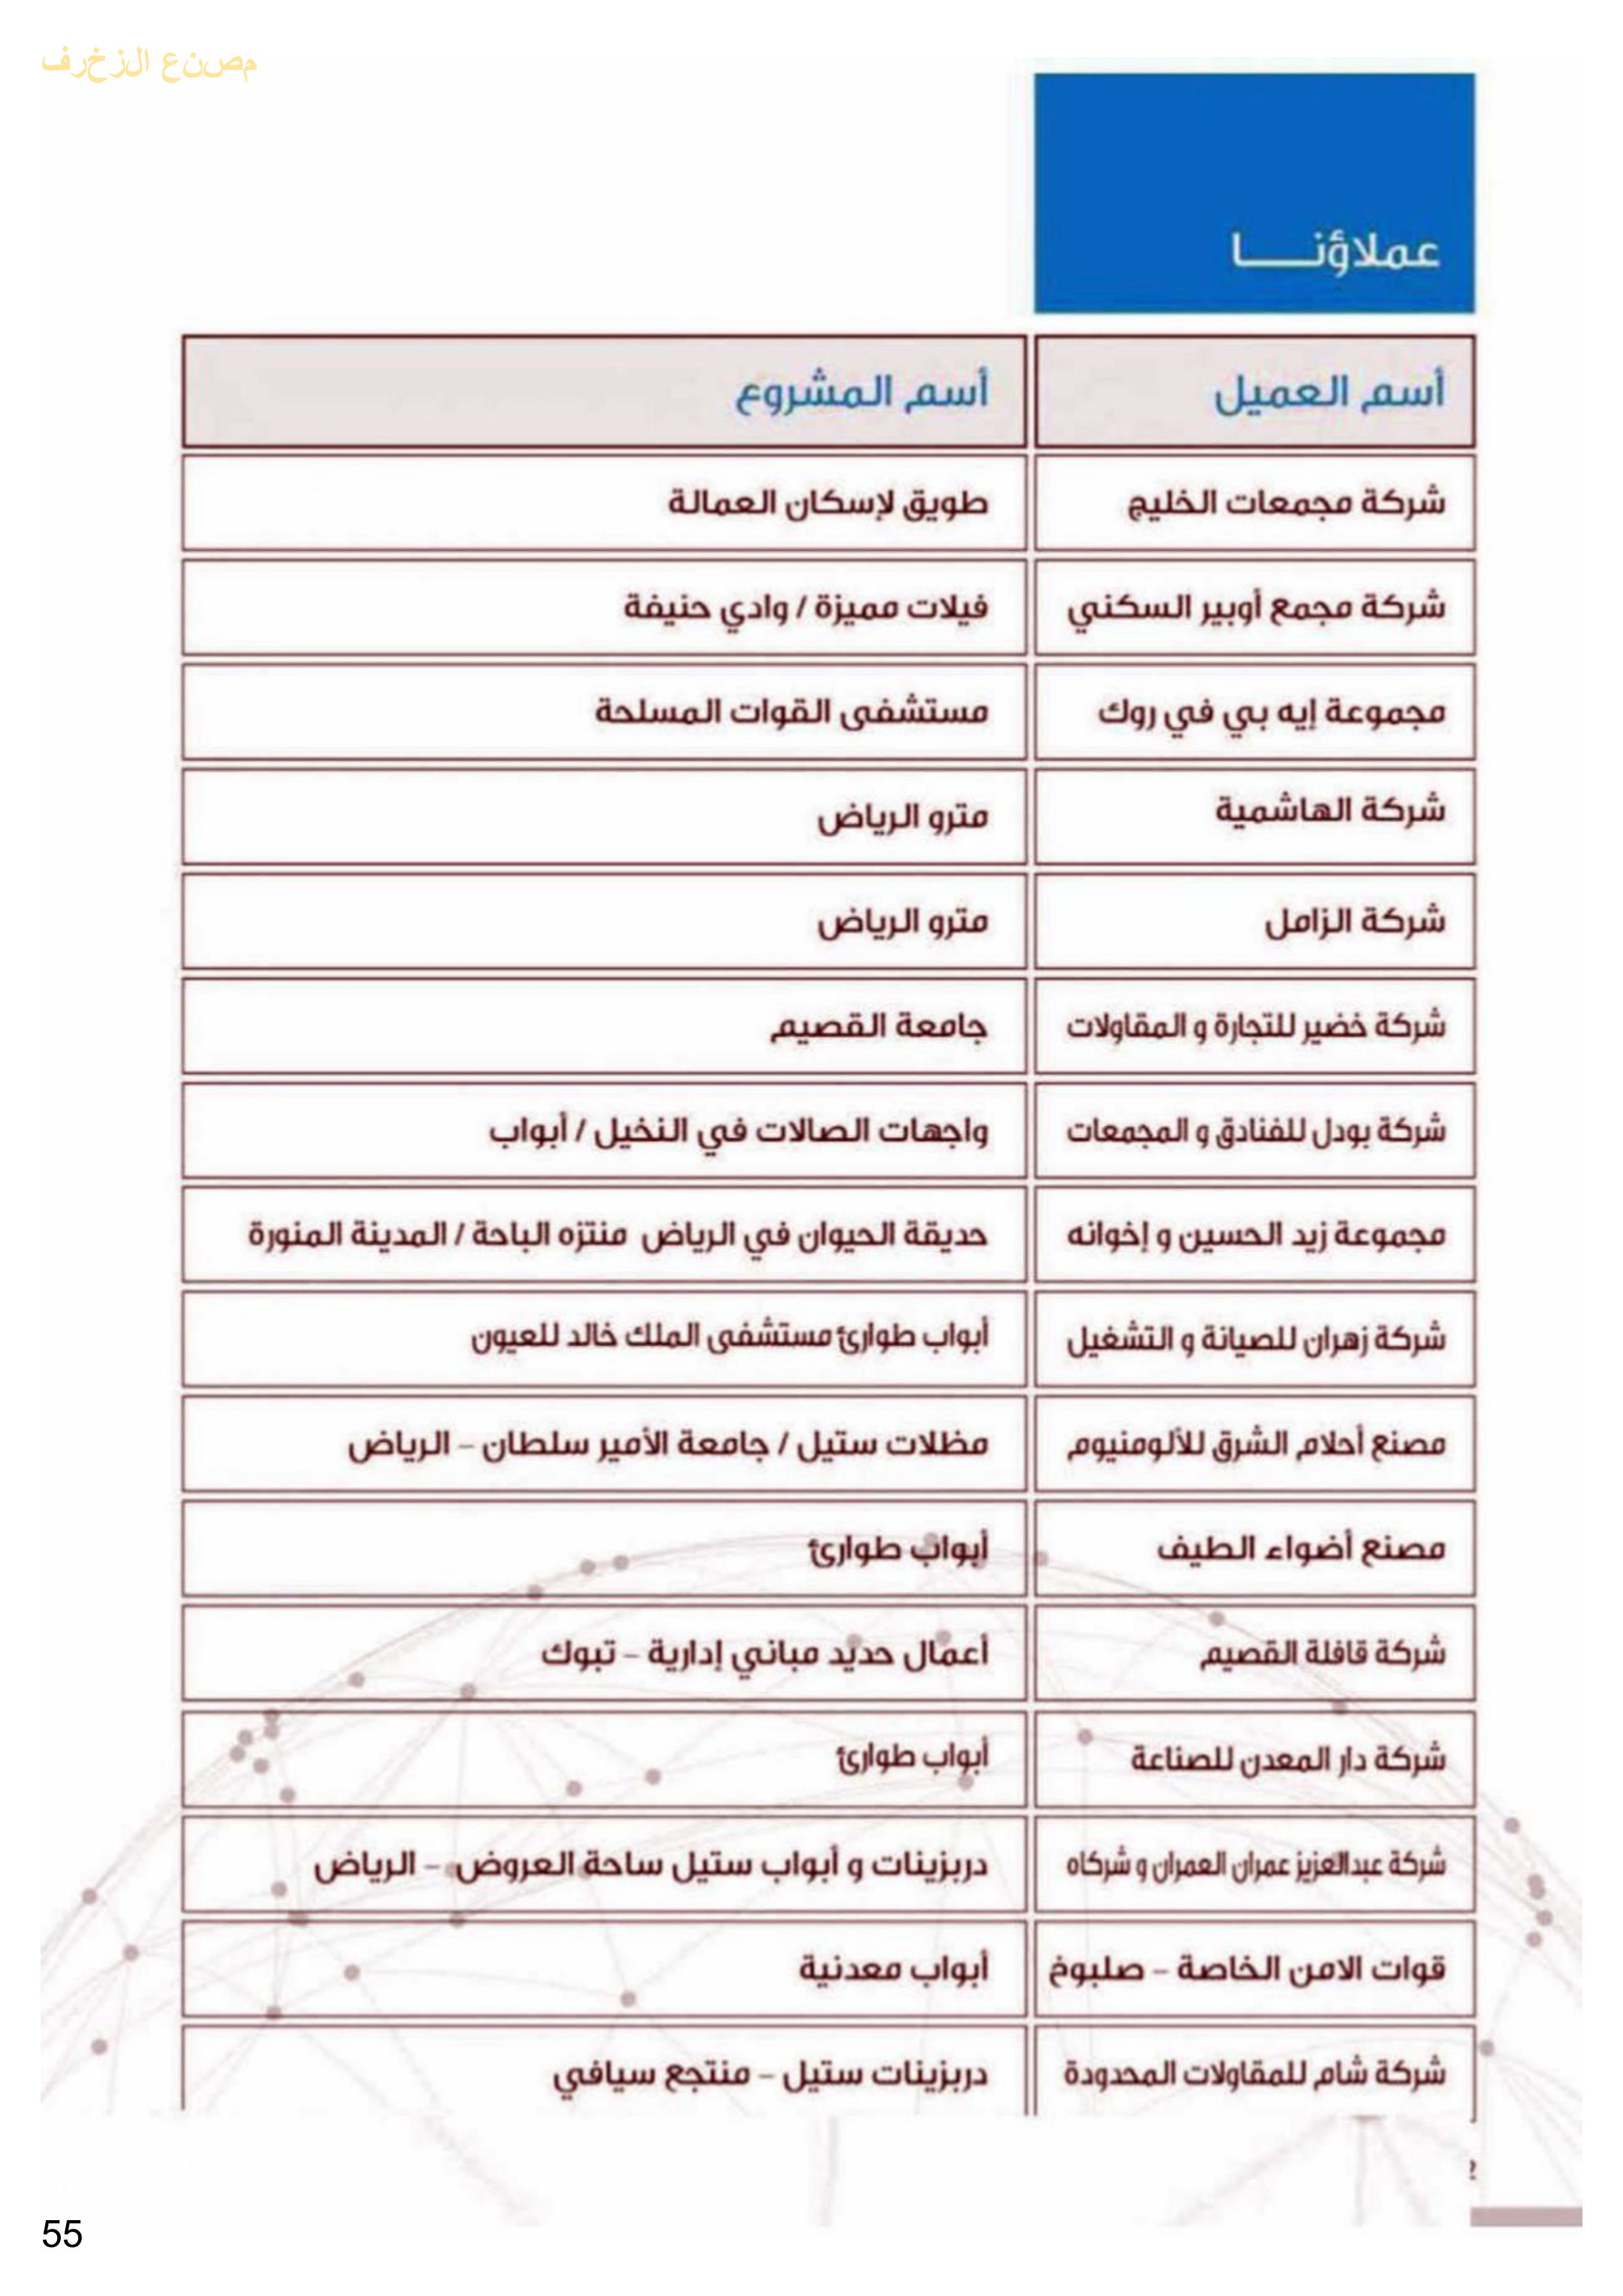 مصنع الزخرف
عملاؤنـــا
أسم العميل أسم المشروع
شركة مجمعات الخليج طويق لإسكان العمالة
شركة مجمع أوبير السكني فيلات مميزة / وادي حنيفة
مجموعة إيه بي في روك مستشفى القوات المسلحة
شركة الهاشمية مترو الرياض
شركة الزامل مترو الرياض
شركة خضير للتجارة و المقاولات جامعة القصيم
شركة بودل للفنادق و المجمعات واجهات الصالات في النخيل / أبواب
مجموعة زيد الحسين و إخوانه حديقة الحيوان في الرياض منتزه الباحة / المدينة المنورة
شركة زهران للصيانة و التشغيل أبواب طوارئ مستشفى الملك خالد للعيون
مصنع أحلام الشرق للألومنيوم مظلات ستيل / جامعة الأمير سلطان – الرياض
مصنع أضواء الطيف أبواب طوارئ
شركة قافلة القصيم أعمال حديد مباني إدارية – تبوك
شركة دار المعدن للصناعة أبواب طوارئ
شركة عبدالعزيز عمران العمران و شركاه دربزينات و أبواب ستيل ساحة العروض – الرياض
قوات الامن الخاصة – صلبوخ أبواب معدنية
شركة شام للمقاولات المحدودة دربزينات ستيل – منتجع سيافي
55